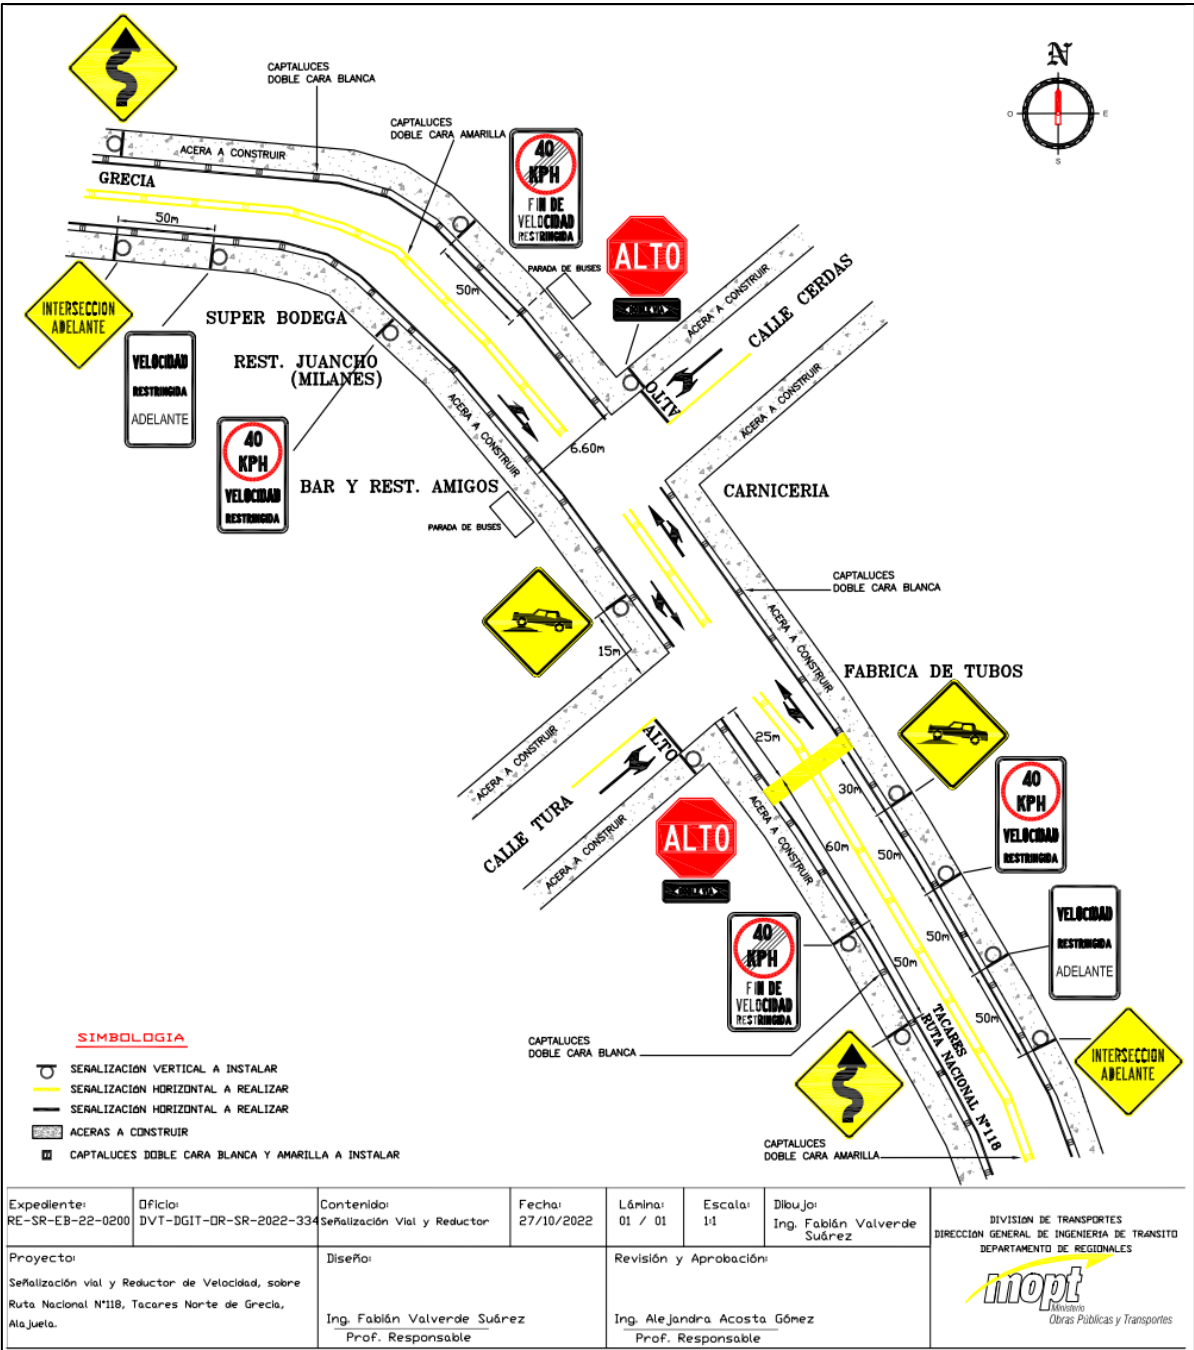 CAPTALUCES
DOBLE CARA BLANCA
N
O
E
S
CAPTALUCES
DOBLE CARA AMARILLA
ACERA A CONSTRUIR
GRECIA
40
KPH
FIN DE
VELOCIDAD
RESTRINGIDA
50m
ALTO
DOBLE VIA
PARADA DE BUSES
50m
ACERA A CONSTRUIR
CALLE CERDAS
INTERSECCION
ADELANTE
SUPER BODEGA
VELOCIDAD
RESTRINGIDA
ADELANTE
REST. JUANCHO
(MILANES)
ALTO
ACERA A CONSTRUIR
ACERA A CONSTRUIR
6.60m
40
KPH
VELOCIDAD
RESTRINGIDA
BAR Y REST. AMIGOS
CARNICERIA
PARADA DE BUSES
CAPTALUCES
DOBLE CARA BLANCA
ACERA A CONSTRUIR
15m
FABRICA DE TUBOS
ALTO
25m
ACERA A CONSTRUIR
CALLE TURA
ACERA A CONSTRUIR
30m
40
KPH
VELOCIDAD
RESTRINGIDA
ALTO
DOBLE VIA
ACERA A CONSTRUIR
60m
50m
VELOCIDAD
RESTRINGIDA
ADELANTE
40
KPH
FIN DE
VELOCIDAD
RESTRINGIDA
50m
50m
50m
TACARES
RUTA NACIONAL N°118
INTERSECCION
ADELANTE
CAPTALUCES
DOBLE CARA BLANCA
CAPTALUCES
DOBLE CARA AMARILLA
SIMBOLOGIA
SEÑALIZACIÓN VERTICAL A INSTALAR
SEÑALIZACIÓN HORIZONTAL A REALIZAR
SEÑALIZACIÓN HORIZONTAL A REALIZAR
ACERAS A CONSTRUIR
CAPTALUCES DOBLE CARA BLANCA Y AMARILLA A INSTALAR
Expediente:
RE-SR-EB-22-0200
Oficio:
DVT-DGIT-DR-SR-2022-334
Contenido:
Señalización Vial y Reductor
Fecha:
27/10/2022
Lámina:
01 / 01
Escala:
1:1
Dibujo:
Ing. Fabián Valverde
Suárez
Proyecto:
Señalización vial y Reductor de Velocidad, sobre
Ruta Nacional N°118, Tacares Norte de Grecia,
Alajuela.
Diseño:
Ing. Fabián Valverde Suárez
Prof. Responsable
Revisión y Aprobación:
Ing. Alejandra Acosta Gómez
Prof. Responsable
DIVISIÓN DE TRANSPORTES
DIRECCIÓN GENERAL DE INGENIERIA DE TRANSITO
DEPARTAMENTO DE REGIONALES
mopt
Ministerio
Obras Públicas y Transportes